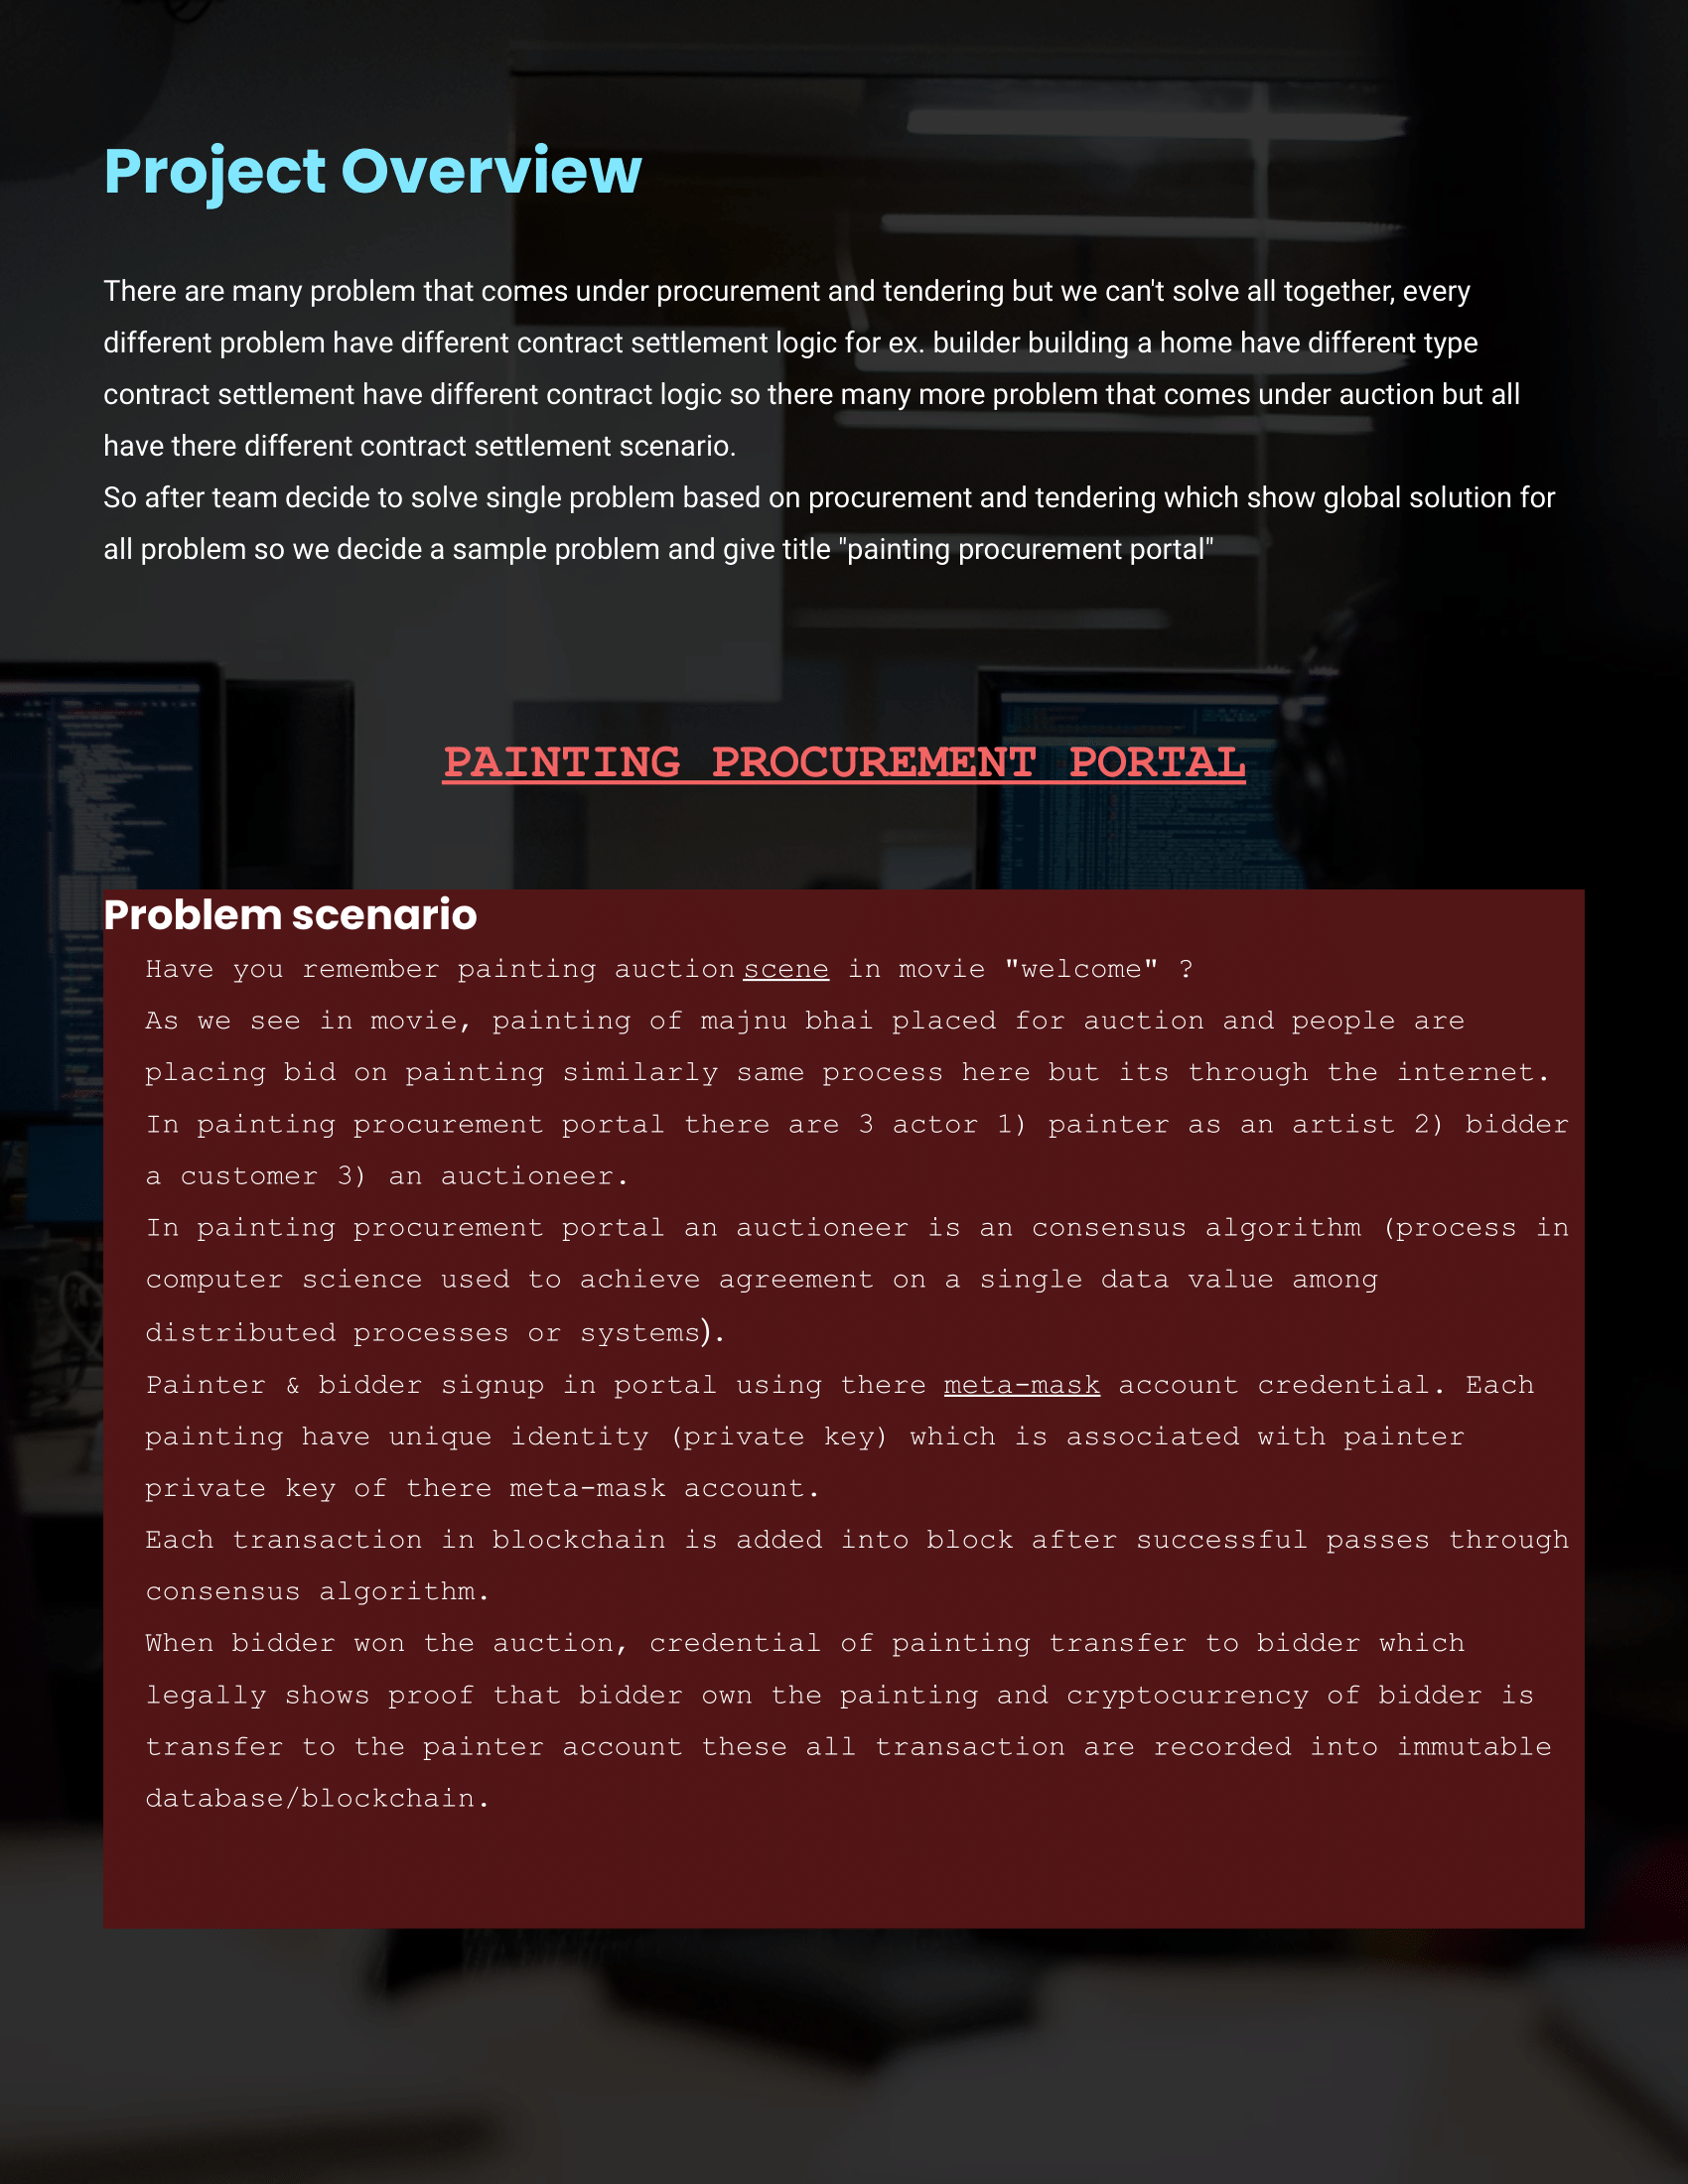 Project Overview
There are many problem that comes under procurement and tendering but we can't solve all together, every
different problem have different contract settlement logic for ex. builder building a home have different type
contract settlement have different contract logic so there many more problem that comes under auction but all
have there different contract settlement scenario.
So after team decide to solve single problem based on procurement and tendering which show global solution for
all problem so we decide a sample problem and give title "painting procurement portal"
PAINTING PROCUREMENT PORTAL
Problem scenario
Have you remember painting auction scene in movie "welcome" ?
As we see in movie, painting of majnu bhai placed for auction and people are
placing bid on painting similarly same process here but its through the internet.
In painting procurement portal there are 3 actor 1) painter as an artist 2) bidder
a customer 3) an auctioneer.
In painting procurement portal an auctioneer is an consensus algorithm (process in
computer science used to achieve agreement on a single data value among
distributed processes or systems).
Painter & bidder signup in portal using there meta-mask account credential. Each
painting have unique identity (private key) which is associated with painter
private key of there meta-mask account.
Each transaction in blockchain is added into block after successful passes through
consensus algorithm.
When bidder won the auction, credential of painting transfer to bidder which
legally shows proof that bidder own the painting and cryptocurrency of bidder is
transfer to the painter account these all transaction are recorded into immutable
database/blockchain.